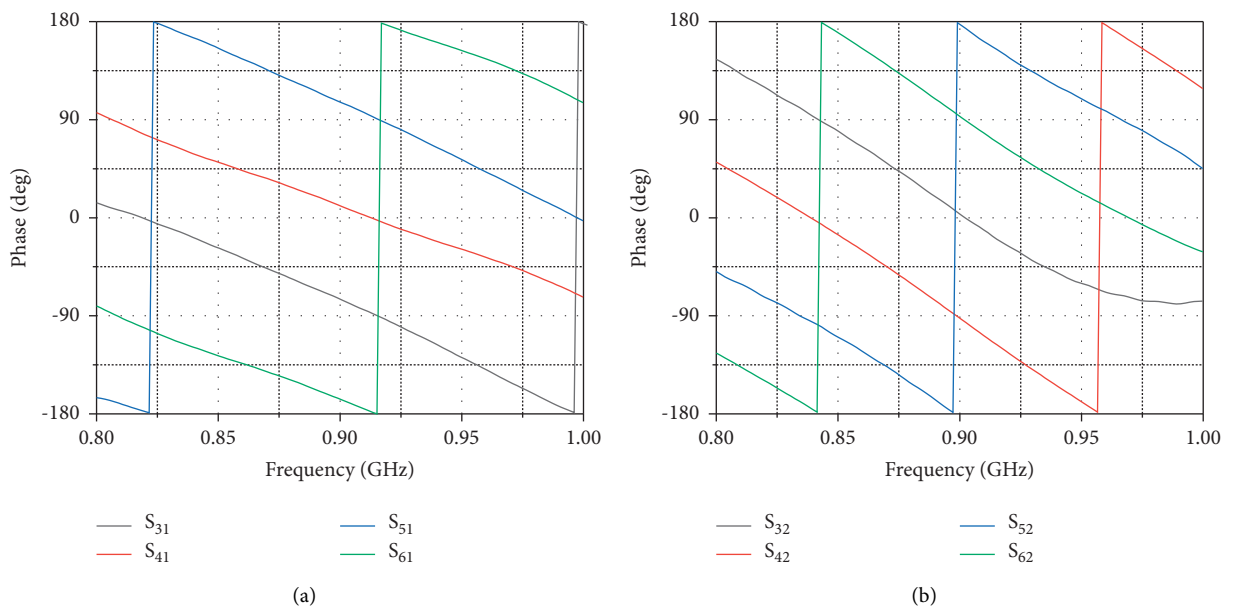 180
90
0
-90
-180
Phase (deg)
0.80 0.85 0.90 0.95 1.00
Frequency (GHz)
S31 S51
S41 S61
(a)
180
90
0
-90
-180
Phase (deg)
0.80 0.85 0.90 0.95 1.00
Frequency (GHz)
S32 S52
S42 S62
(b)